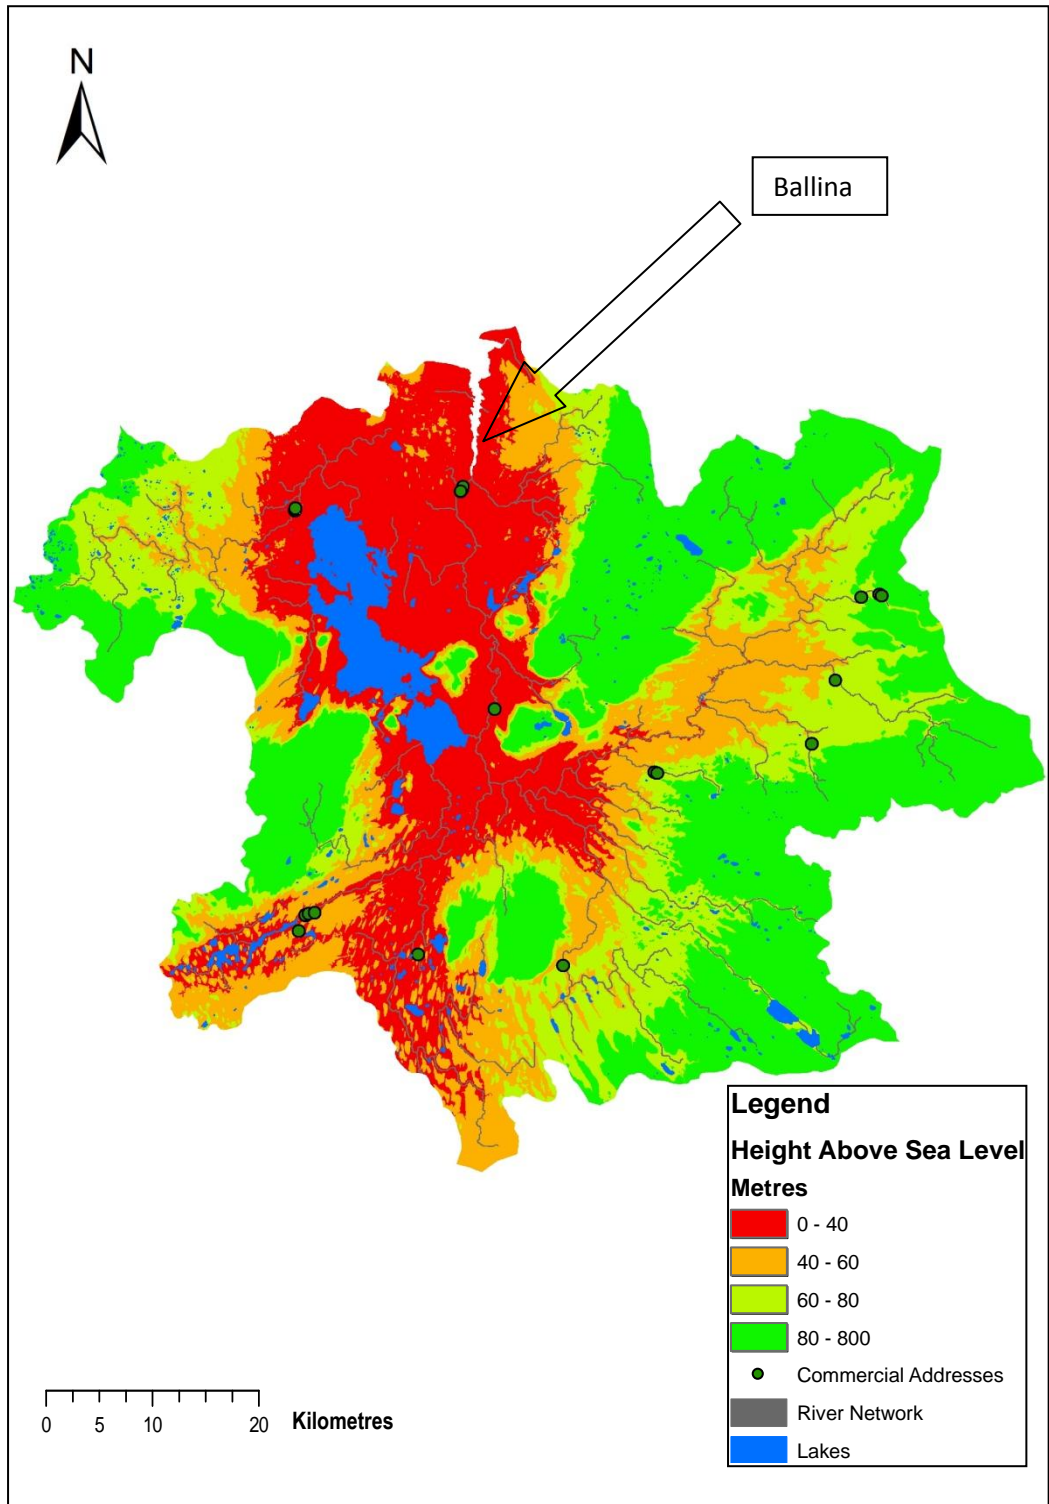 N
Ballina
Legend
Height Above Sea Level
Metres
0 - 40
40 - 60
60 - 80
80 - 800
Commercial Addresses
River Network
Lakes
0 5 10 20 Kilometres